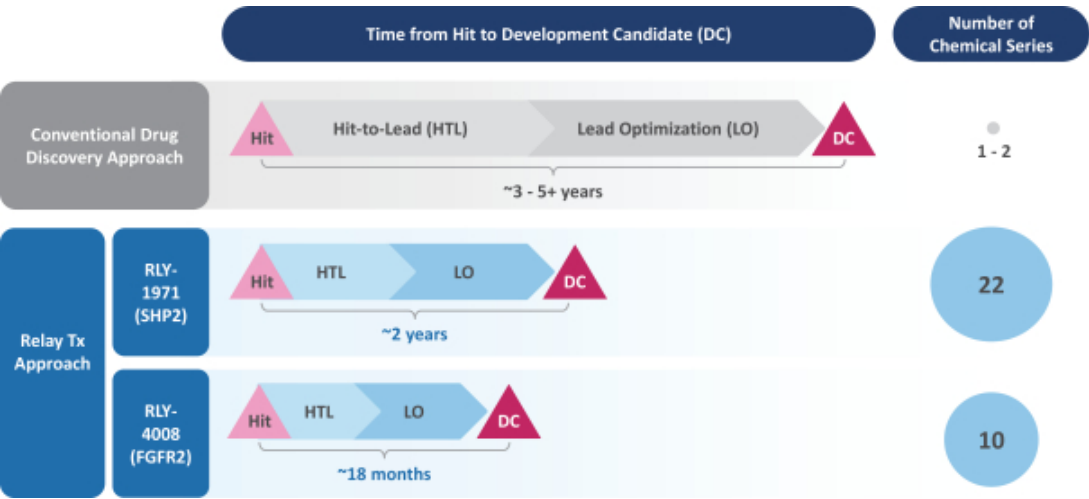 Time from Hit to Development Candidate (DC)
Number of
Chemical Series
Conventional Drug
Discovery Approach
Hit
Hit-to-Lead (HTL)
Lead Optimization (LO)
DC
~3 - 5+ years
1 - 2
Relay Tx
Approach
RLY-
1971
(SHP2)
Hit
HTL
LO
DC
~2 years
22
RLY-
4008
(FGFR2)
Hit
HTL
LO
DC
~18 months
10